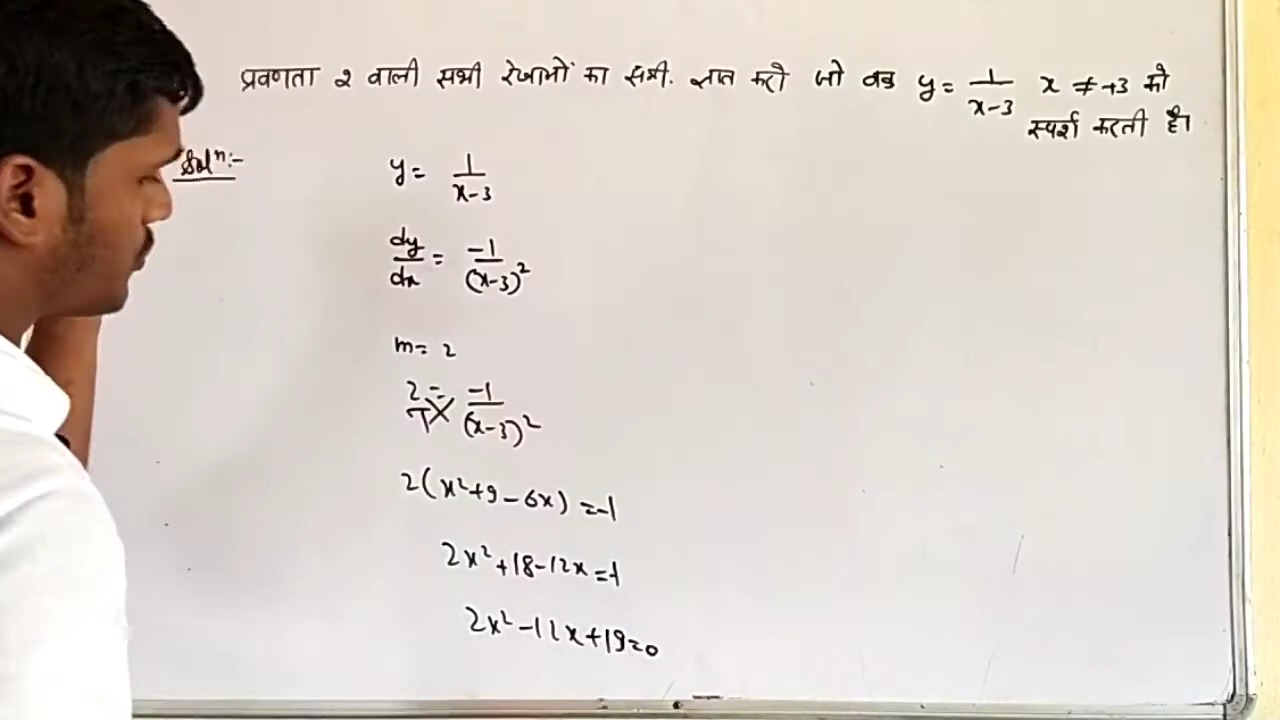 प्रवणता 2 वाली सभी रेखाओं का समी. ज्ञात करो जो वक्र y = 1/(x-3) x ≠ +3 को
स्पर्श करती है।
Solⁿ:-
y = 1/(x-3)
dy/dx = -1/(x-3)²
m = 2
2/1 = -1/(x-3)²
2(x²+9-6x) = -1
2x²+18-12x = -1
2x²-12x+19=0